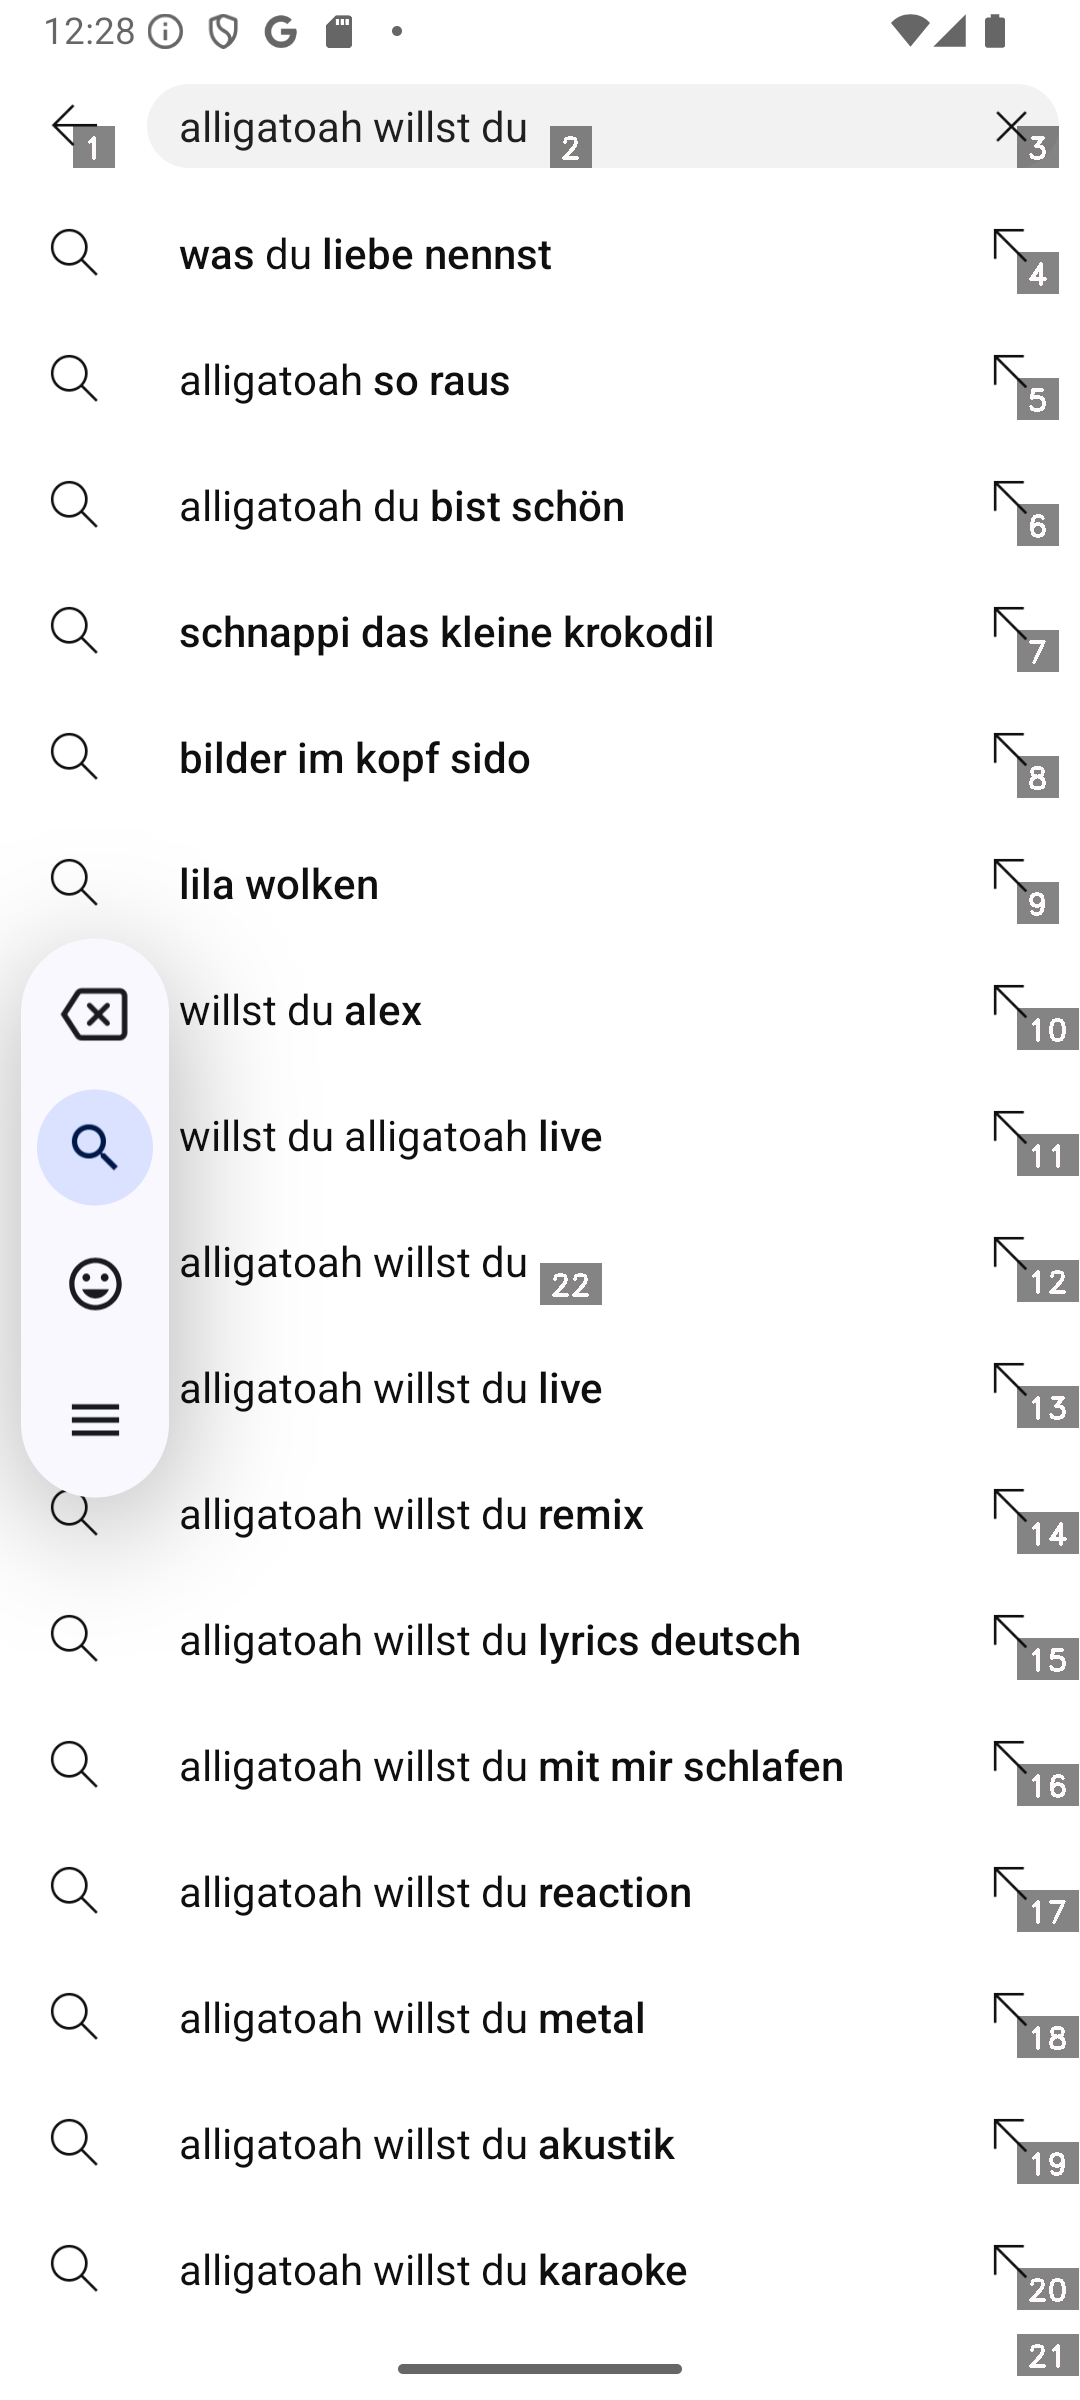 12:28
alligatoah willst du
1
2
3
was du liebe nennst
4
alligatoah so raus
5
alligatoah du bist schön
6
schnappi das kleine krokodil
7
bilder im kopf sido
8
lila wolken
9
willst du alex
10
willst du alligatoah live
11
alligatoah willst du
22
12
alligatoah willst du live
13
alligatoah willst du remix
14
alligatoah willst du lyrics deutsch
15
alligatoah willst du mit mir schlafen
16
alligatoah willst du reaction
17
alligatoah willst du metal
18
alligatoah willst du akustik
19
alligatoah willst du karaoke
20
21